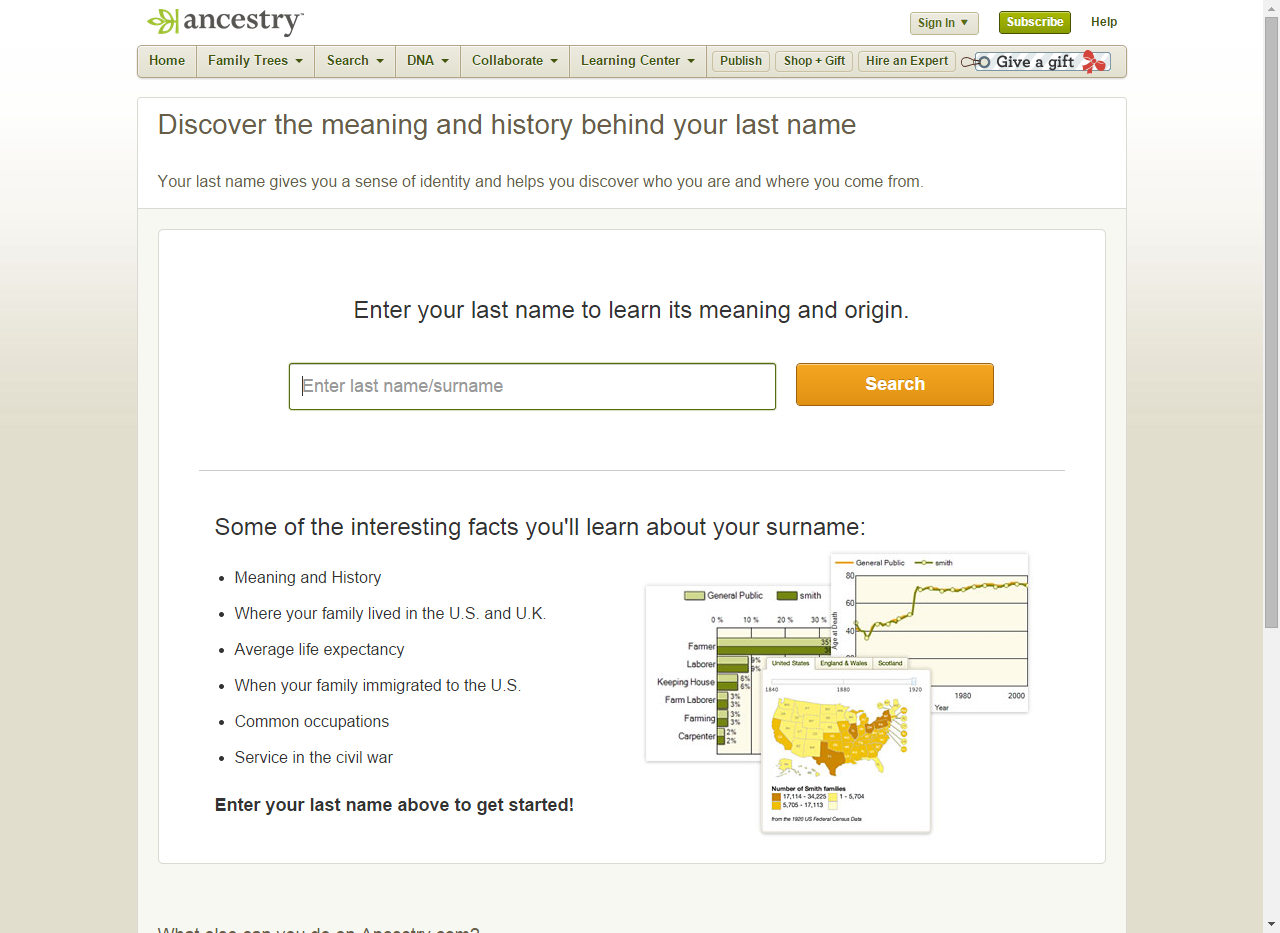 ancestry™
Sign In ▼
Subscribe
Help
Home
Family Trees
Search
DNA
Collaborate
Learning Center
Publish
Shop + Gift
Hire an Expert
Give a gift
Discover the meaning and history behind your last name
Your last name gives you a sense of identity and helps you discover who you are and where you come from.
Enter your last name to learn its meaning and origin.
Enter last name/surname
Search
Some of the interesting facts you'll learn about your surname:
• Meaning and History
• Where your family lived in the U.S. and U.K.
• Average life expectancy
• When your family immigrated to the U.S.
• Common occupations
• Service in the civil war
Enter your last name above to get started!
General Public smith
80
60
40
20
Age at Death
1980 2000
Year
General Public smith
0 % 10 % 20 % 30 %
Farmer 35%
Laborer 9% 9%
Keeping House 6% 6%
Farm Laborer 3% 3%
Farming 3% 3%
Carpenter 2% 2%
United States England & Wales Scotland
1840 1880 1920
Number of Smith families
17,114 - 34,225 1 - 5,704
5,705 - 17,113
from the 1920 US Federal Census Data
What else can you do on Ancestry.com?